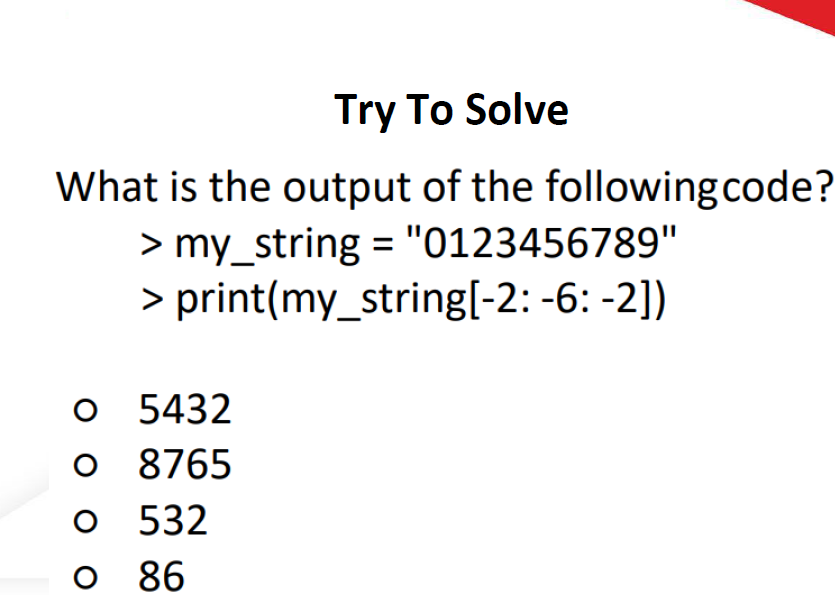 Try To Solve
What is the output of the followingcode?
> my_string = "0123456789"
> print(my_string[-2: -6: -2])
o 5432
o 8765
o 532
o 86